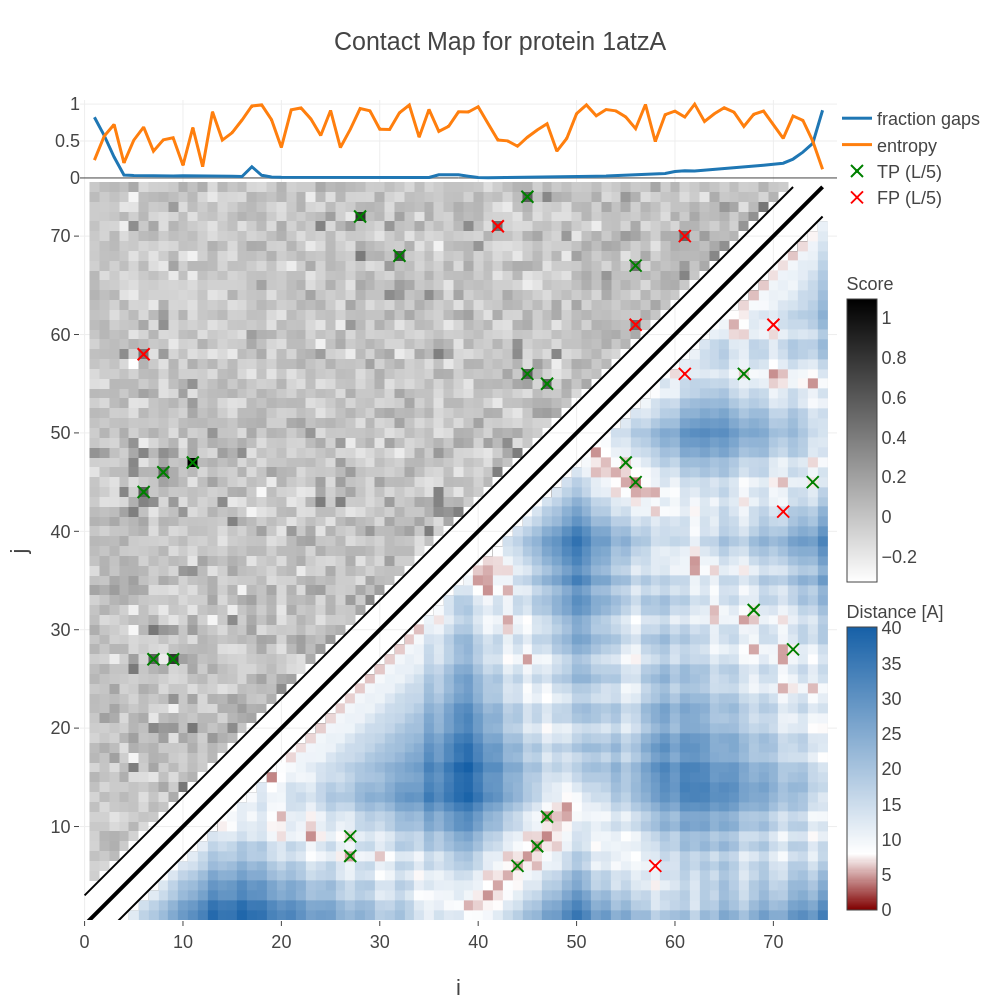 Contact Map for protein 1atzA
1
0.5
0
fraction gaps
entropy
TP (L/5)
FP (L/5)
70
60
50
40
30
20
10
j
0 10 20 30 40 50 60 70
i
Score
1
0.8
0.6
0.4
0.2
0
−0.2
Distance [A]
40
35
30
25
20
15
10
5
0